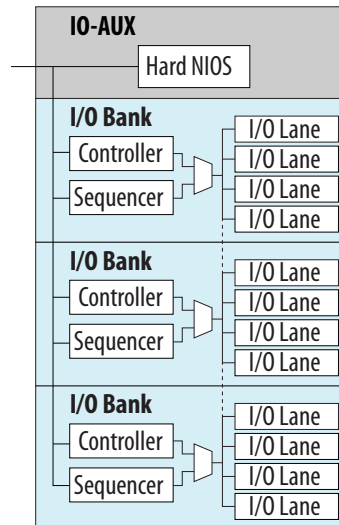 IO-AUX
Hard NIOS
I/O Bank
Controller
Sequencer
I/O Lane
I/O Lane
I/O Lane
I/O Lane
I/O Bank
Controller
Sequencer
I/O Lane
I/O Lane
I/O Lane
I/O Lane
I/O Bank
Controller
Sequencer
I/O Lane
I/O Lane
I/O Lane
I/O Lane